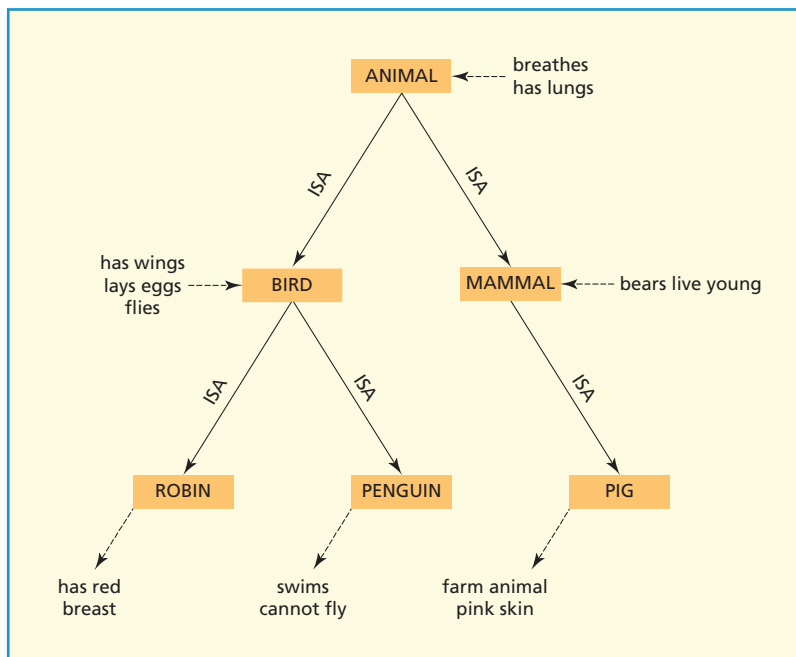 ANIMAL
breathes
has lungs
ISA
ISA
has wings
lays eggs
flies
BIRD
MAMMAL
bears live young
ISA
ISA
ISA
ROBIN
PENGUIN
PIG
has red
breast
swims
cannot fly
farm animal
pink skin